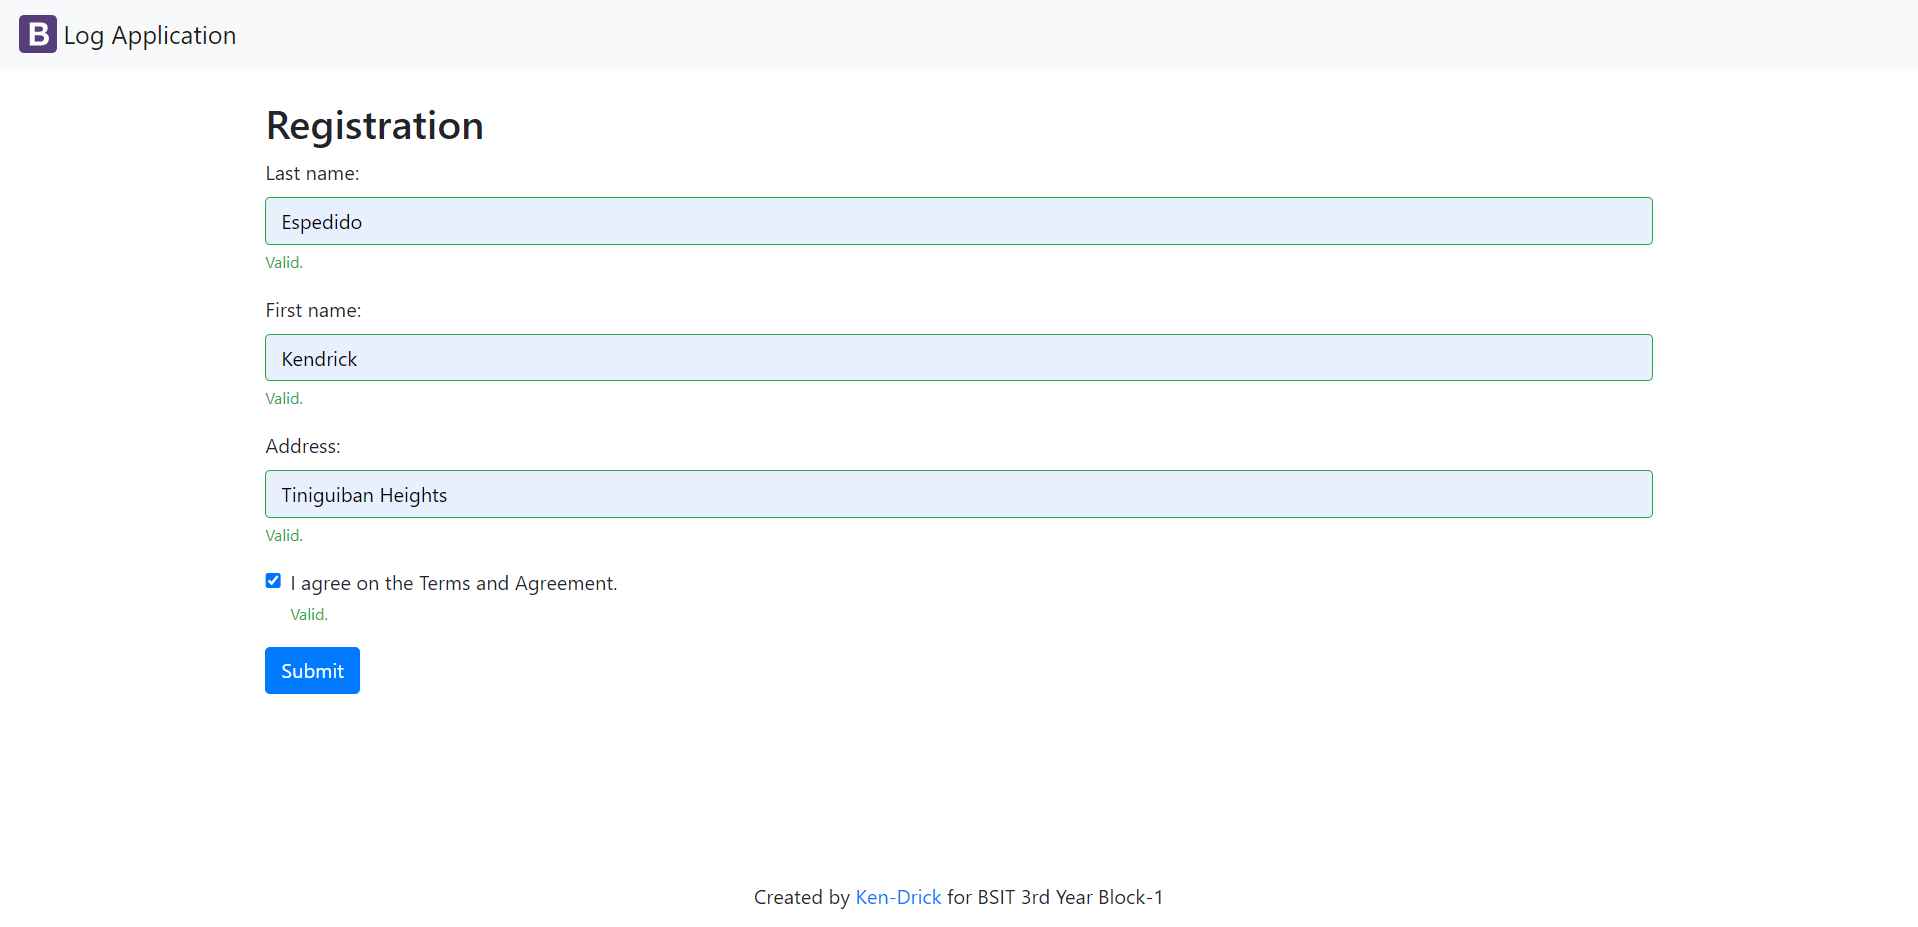 B Log Application
Registration
Last name:
Espedido
Valid.
First name:
Kendrick
Valid.
Address:
Tiniguiban Heights
Valid.
I agree on the Terms and Agreement.
Valid.
Submit
Created by Ken-Drick for BSIT 3rd Year Block-1